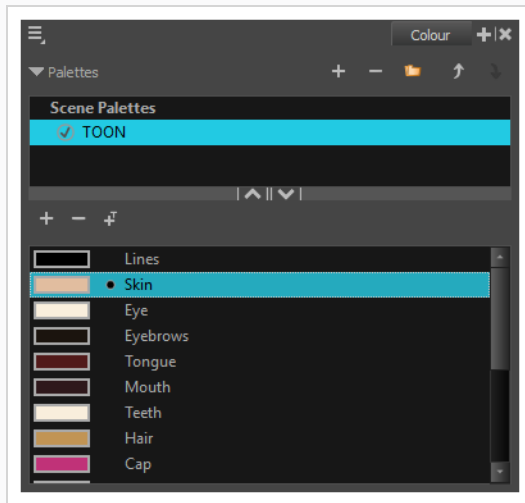 Colour
Palettes
Scene Palettes
TOON
Lines
Skin
Eye
Eyebrows
Tongue
Mouth
Teeth
Hair
Cap